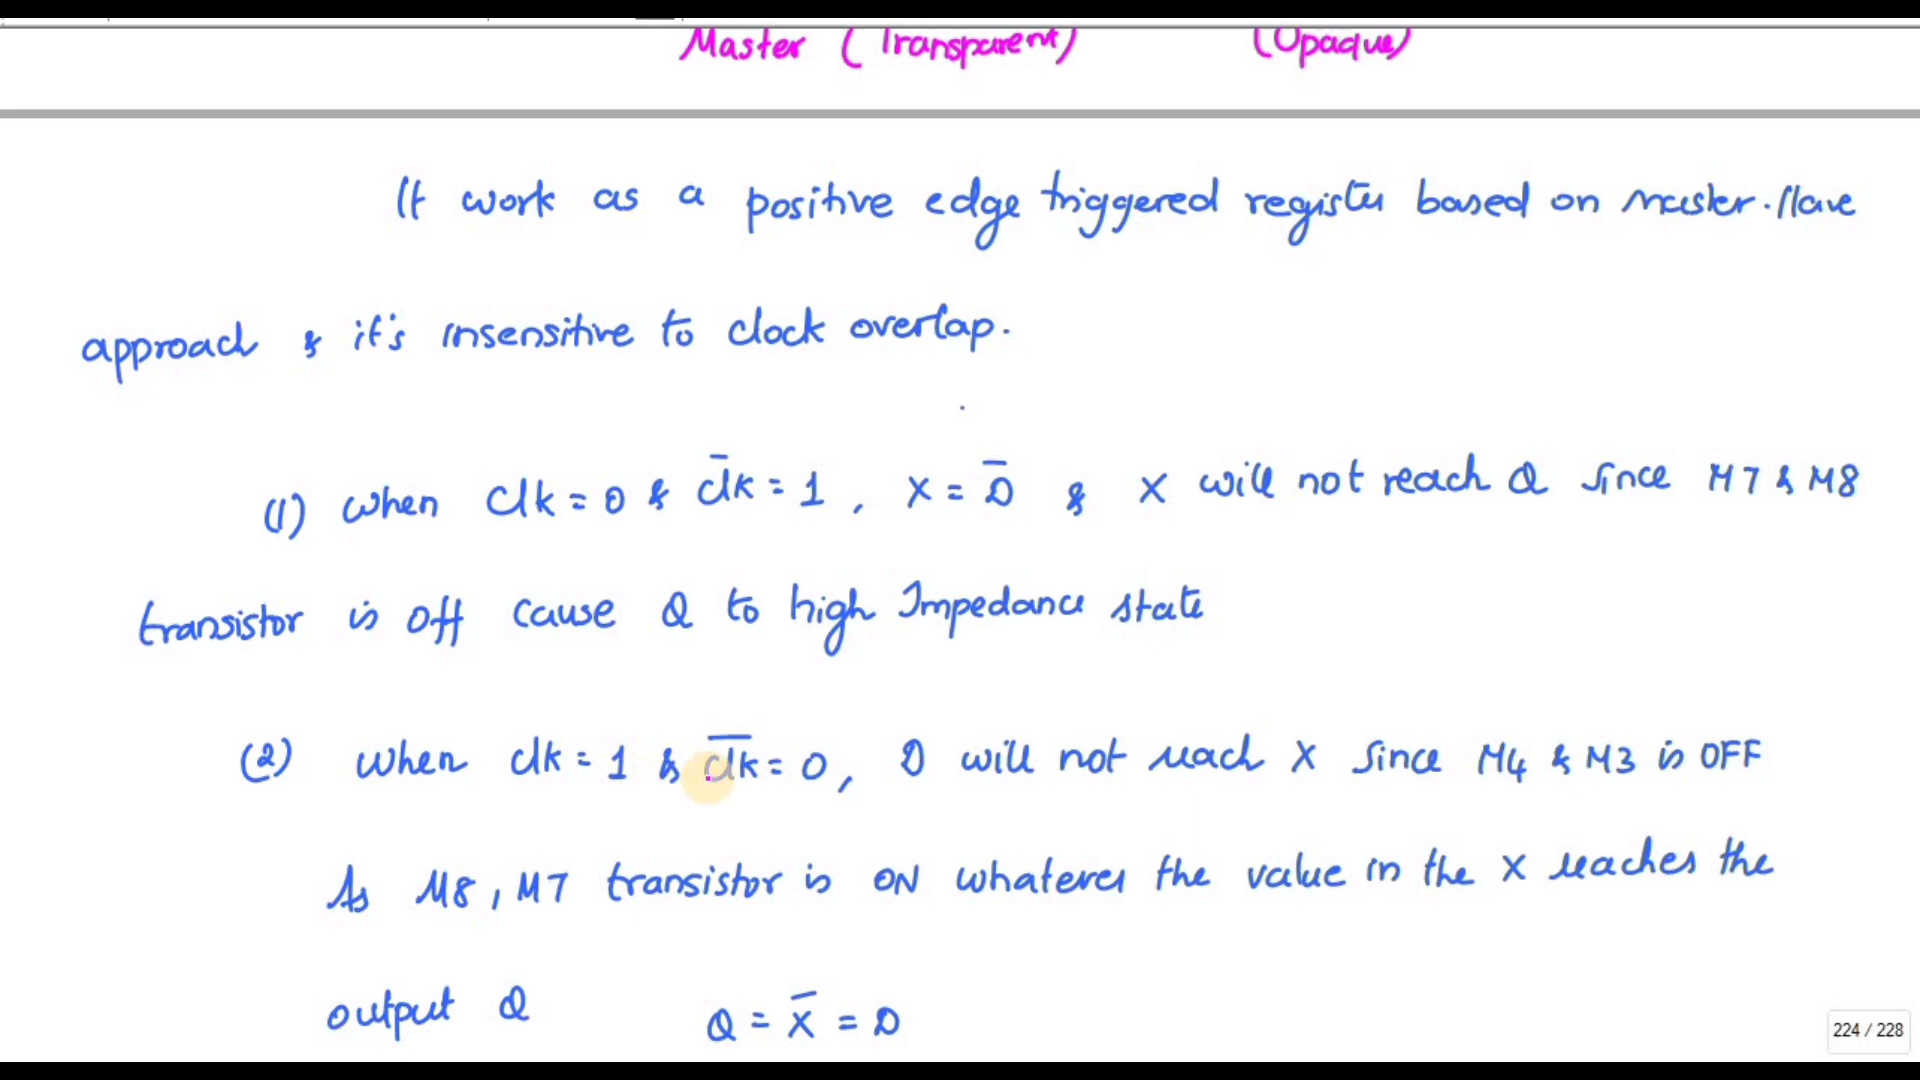 Master (Transparent) (Opaque)
It work as a positive edge triggered register based on master-slave
approach & it's insensitive to clock overlap.
(1) when clk = 0 & c̅l̅k̅ = 1, X = D̅ & X will not reach Q since M7 & M8
transistor is off cause Q to high Impedance state
(2) when clk = 1 & c̅l̅k̅ = 0, D will not reach X since M4 & M3 is OFF
As M8, M7 transistor is ON whatever the value in the X reaches the
output Q Q = X̅ = D
224 / 228